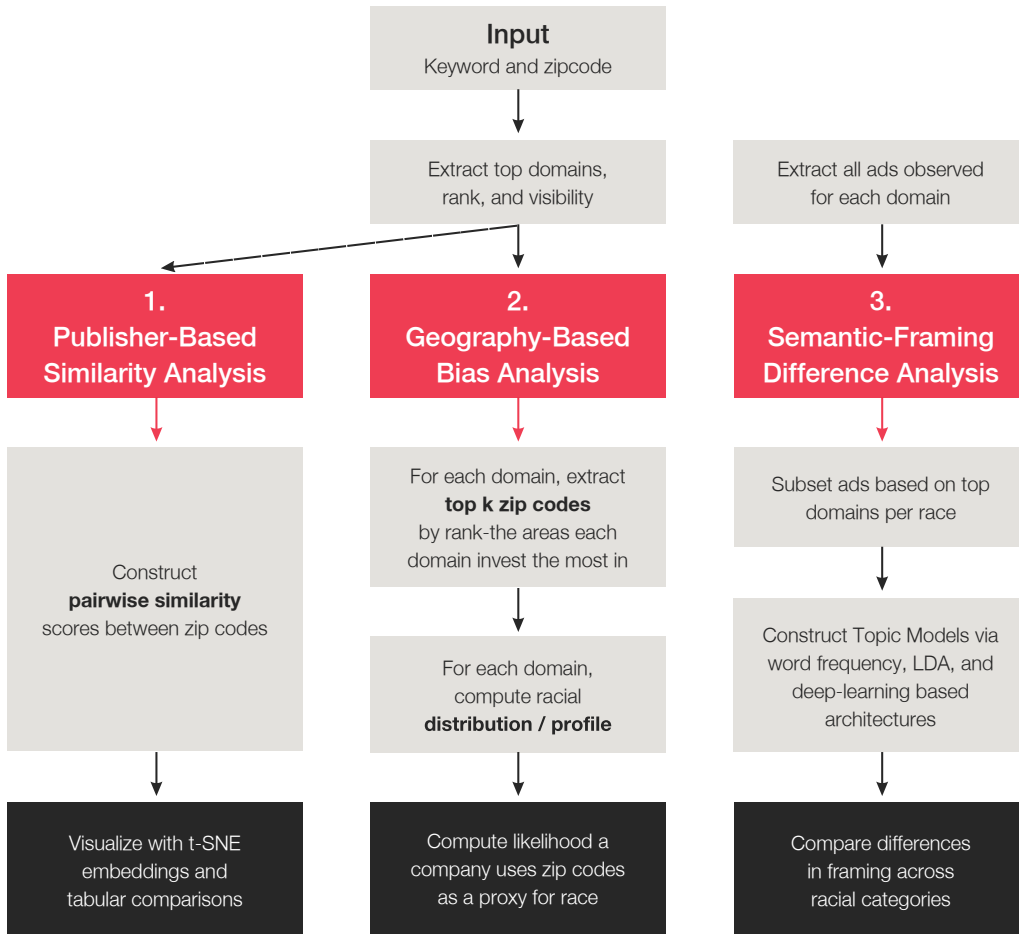 Input
Keyword and zipcode
Extract top domains,
rank, and visibility
Extract all ads observed
for each domain
1.
Publisher-Based
Similarity Analysis
2.
Geography-Based
Bias Analysis
3.
Semantic-Framing
Difference Analysis
Construct
pairwise similarity
scores between zip codes
For each domain, extract
top k zip codes
by rank-the areas each
domain invest the most in
For each domain,
compute racial
distribution / profile
Subset ads based on top
domains per race
Construct Topic Models via
word frequency, LDA, and
deep-learning based
architectures
Visualize with t-SNE
embeddings and
tabular comparisons
Compute likelihood a
company uses zip codes
as a proxy for race
Compare differences
in framing across
racial categories